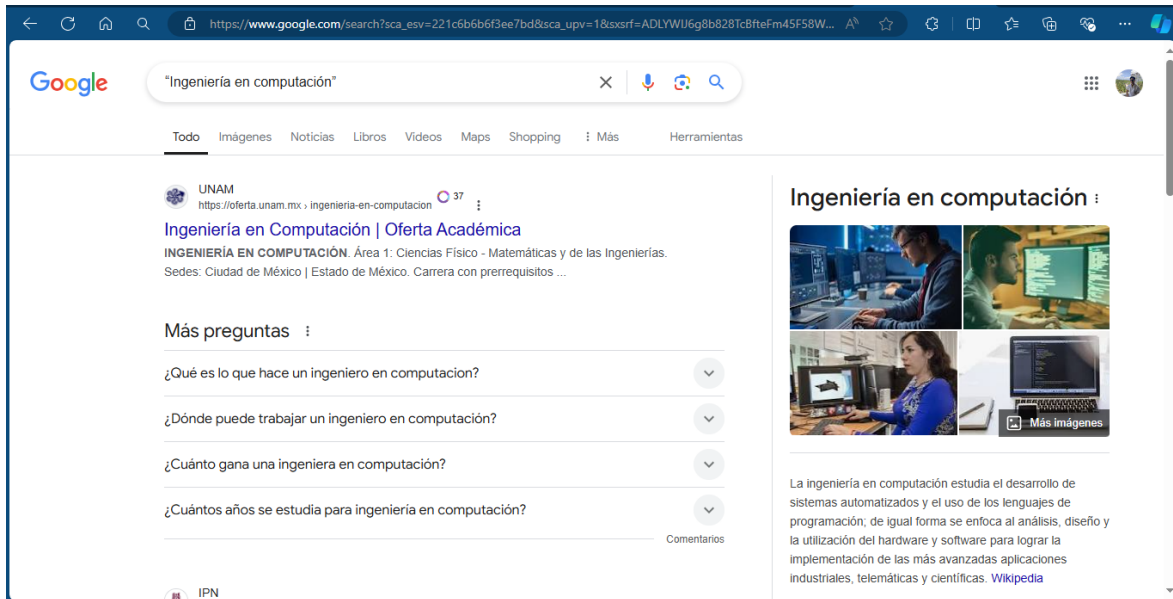 https://www.google.com/search?sca_esv=221c6b6b6f3ee7bd&sca_upv=1&sxsrf=ADLYWU6g8b828TcBfteFm45F58W...
Google
“Ingeniería en computación”
Todo Imágenes Noticias Libros Videos Maps Shopping Más Herramientas
UNAM
https://oferta.unam.mx › ingenieria-en-computacion 37
Ingeniería en Computación | Oferta Académica
INGENIERÍA EN COMPUTACIÓN. Área 1: Ciencias Físico - Matemáticas y de las Ingenierías.
Sedes: Ciudad de México | Estado de México. Carrera con prerrequisitos ...
Más preguntas
¿Qué es lo que hace un ingeniero en computacion?
¿Dónde puede trabajar un ingeniero en computación?
¿Cuánto gana una ingeniera en computación?
¿Cuántos años se estudia para ingeniería en computación?
Comentarios
IPN
Ingeniería en computación
Más imágenes
La ingeniería en computación estudia el desarrollo de
sistemas automatizados y el uso de los lenguajes de
programación; de igual forma se enfoca al análisis, diseño y
la utilización del hardware y software para lograr la
implementación de las más avanzadas aplicaciones
industriales, telemáticas y científicas. Wikipedia